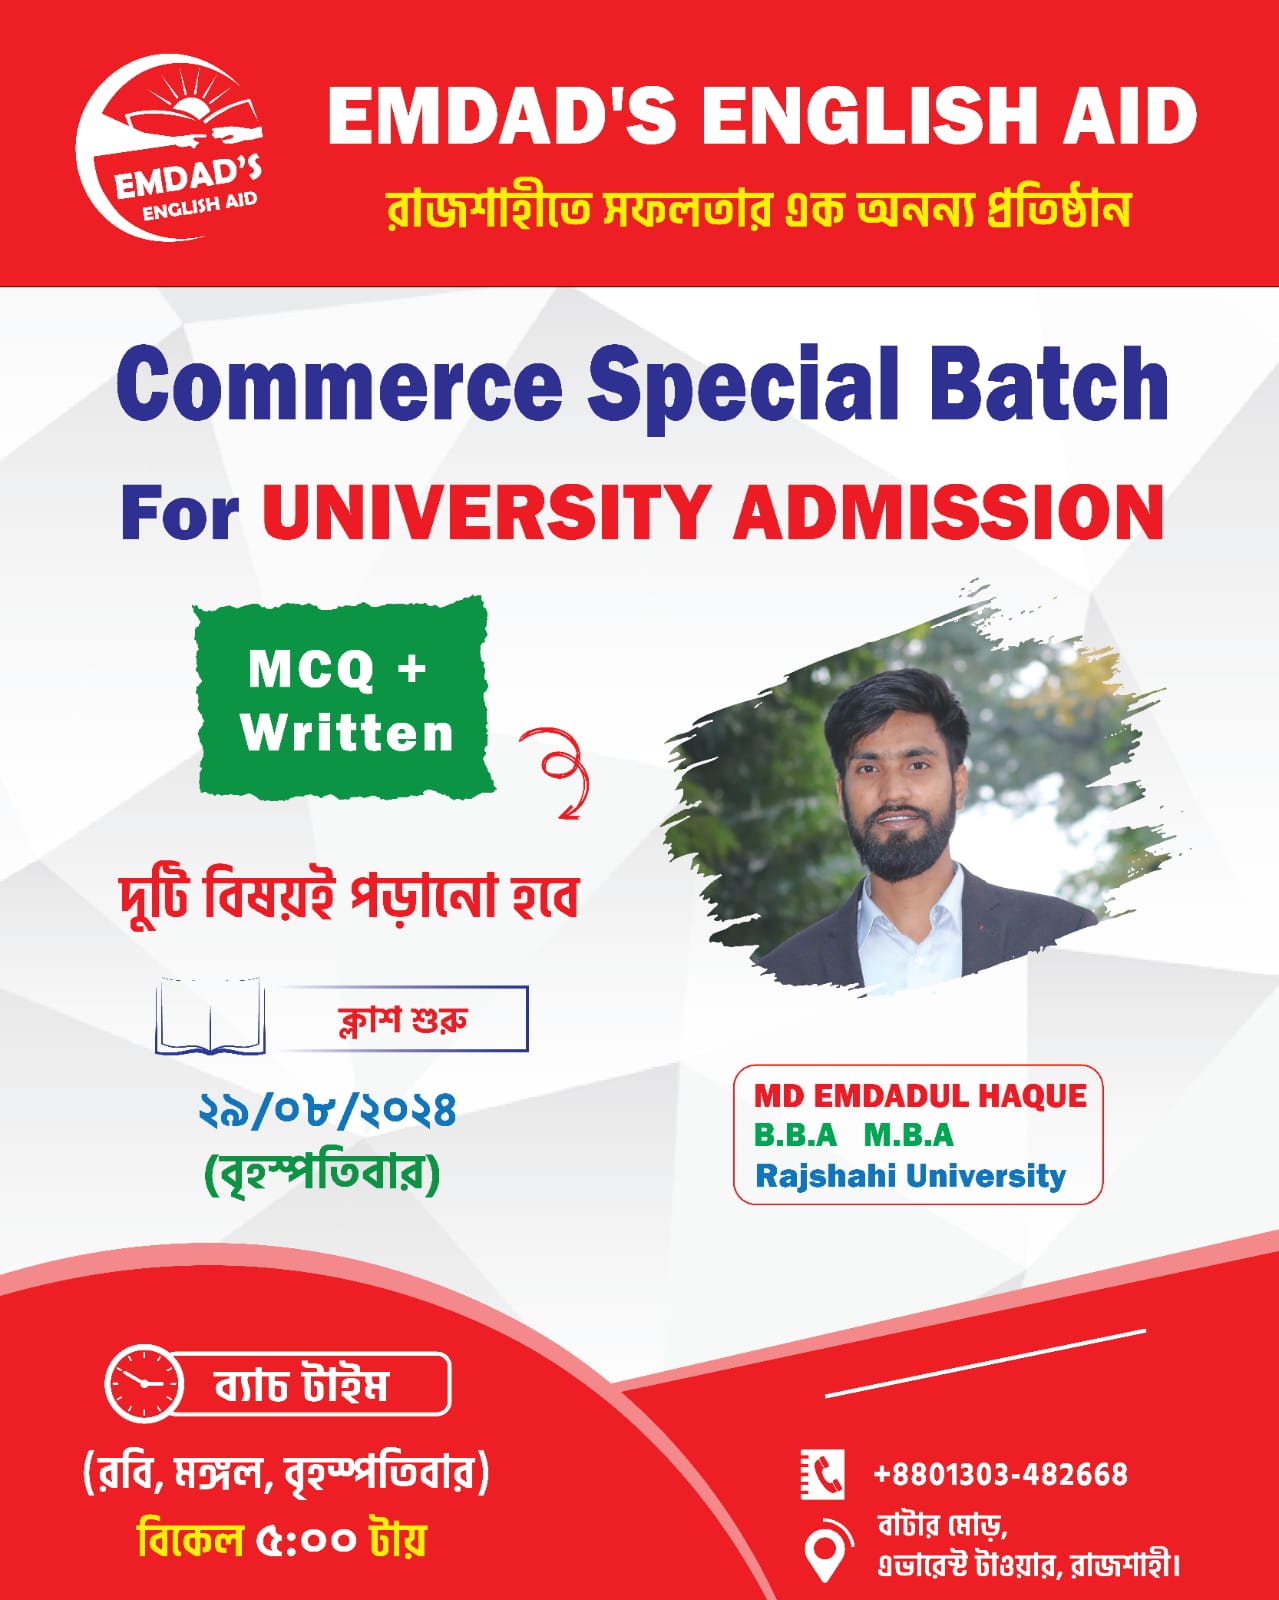 EMDAD'S
ENGLISH AID
EMDAD'S ENGLISH AID
রাজশাহীতে সফলতার এক অনন্য প্রতিষ্ঠান
Commerce Special Batch
For UNIVERSITY ADMISSION
MCQ +
Written
দুটি বিষয়ই পড়ানো হবে
ক্লাশ শুরু
২৯/০৮/২০২৪
(বৃহস্পতিবার)
MD EMDADUL HAQUE
B.B.A M.B.A
Rajshahi University
ব্যাচ টাইম
(রবি, মঙ্গল, বৃহস্পতিবার)
বিকেল ৫:০০ টায়
+8801303-482668
বাটার মোড়,
এভারেস্ট টাওয়ার, রাজশাহী।